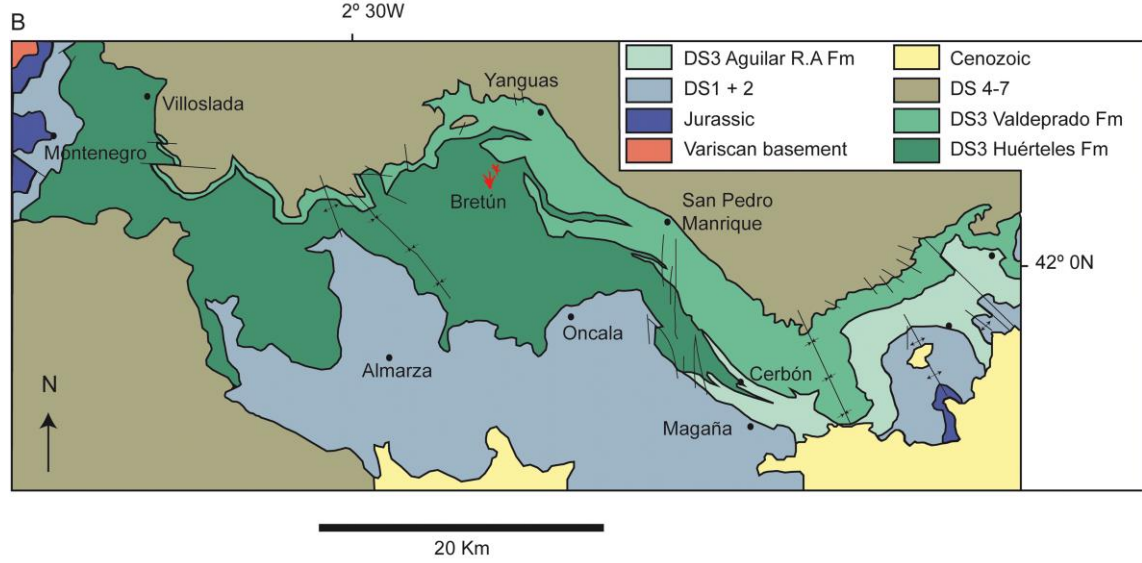 B
2º 30W
DS3 Aguilar R.A Fm
DS1 + 2
Jurassic
Variscan basement
Cenozoic
DS 4-7
DS3 Valdeprado Fm
DS3 Huérteles Fm
Yanguas
Villoslada
Montenegro
Bretún
San Pedro
Manrique
42º 0N
Oncala
Almarza
Cerbón
Magaña
N
20 Km